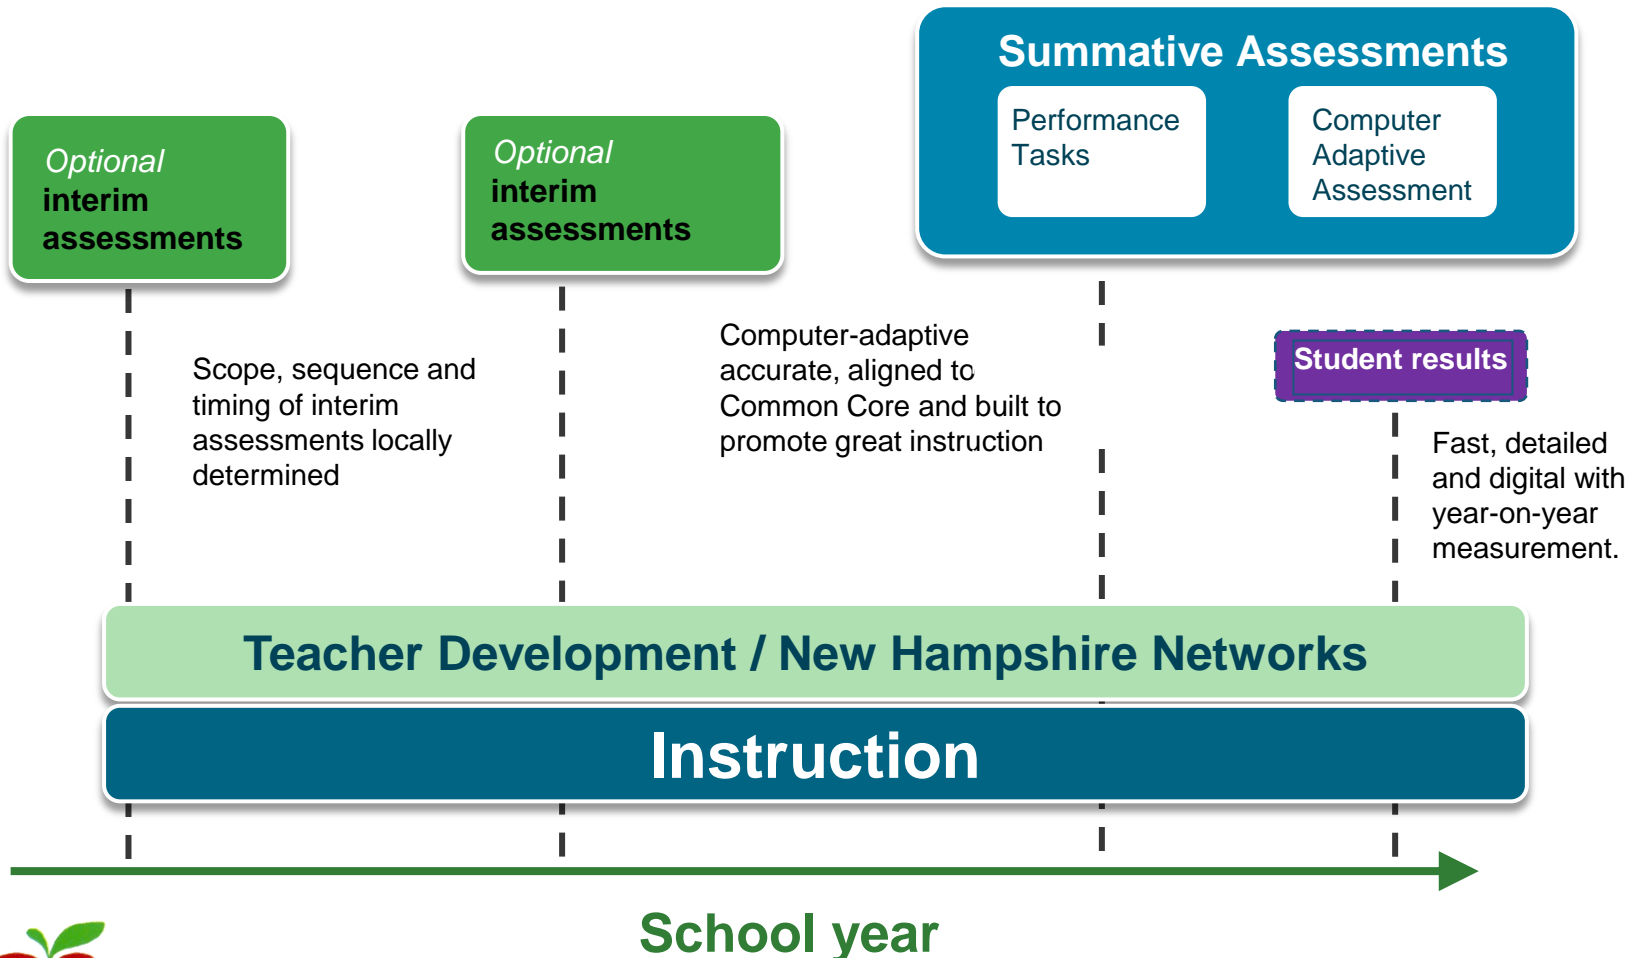 Summative Assessments
Performance
Tasks
Computer
Adaptive
Assessment
Optional
interim
assessments
Optional
interim
assessments
Scope, sequence and
timing of interim
assessments locally
determined
Computer-adaptive
accurate, aligned to
Common Core and built to
promote great instruction
Student results
Fast, detailed
and digital with
year-on-year
measurement.
Teacher Development / New Hampshire Networks
Instruction
School year